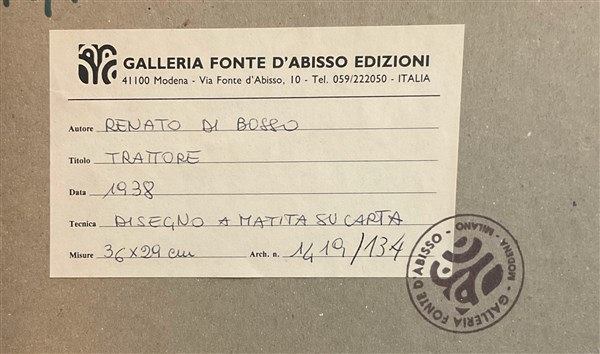 GALLERIA FONTE D'ABISSO EDIZIONI
41100 Modena - Via Fonte d'Abisso, 10 - Tel. 059/222050 - ITALIA
Autore RENATO DI BOSSO
Titolo TRATTORE
Data 1938
Tecnica DISEGNO A MATITA SU CARTA
Misure 36x29 cm Arch. n. 1419/134
GALLERIA FONTE D'ABISSO - MODENA - MILANO -